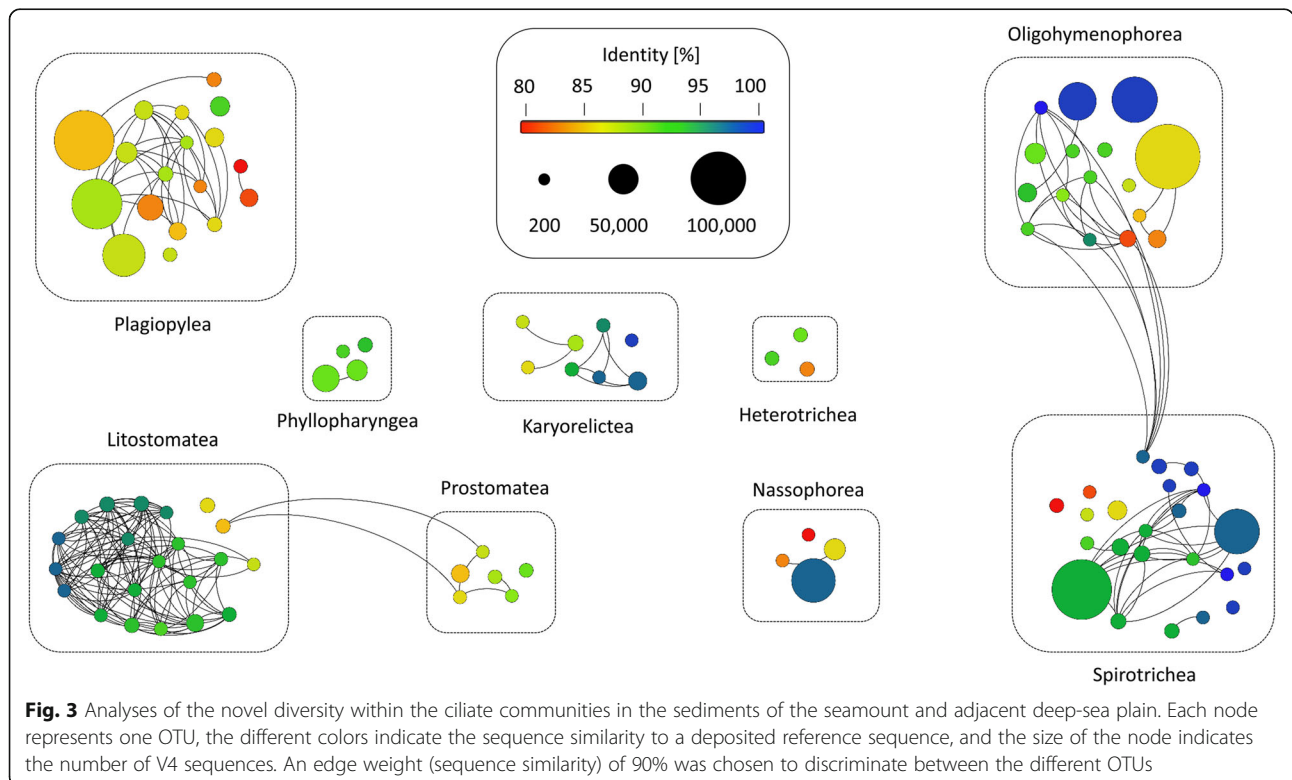 Oligohymenophorea
Identity [%]
80 85 90 95 100
200 50,000 100,000
Plagiopylea
Phyllopharyngea
Karyorelictea
Heterotrichea
Litostomatea
Prostomatea
Nassophorea
Spirotrichea
Fig. 3 Analyses of the novel diversity within the ciliate communities in the sediments of the seamount and adjacent deep-sea plain. Each node
represents one OTU, the different colors indicate the sequence similarity to a deposited reference sequence, and the size of the node indicates
the number of V4 sequences. An edge weight (sequence similarity) of 90% was chosen to discriminate between the different OTUs